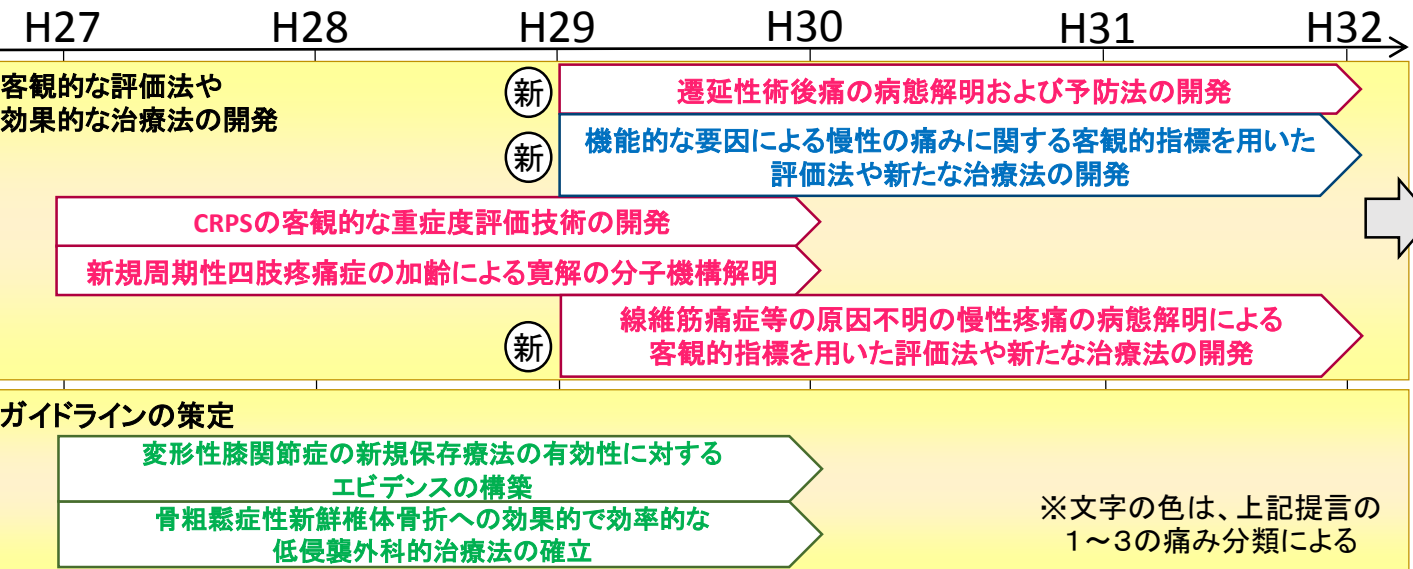 H27 H28 H29 H30 H31 H32
客観的な評価法や
効果的な治療法の開発
新
遷延性術後痛の病態解明および予防法の開発
新
機能的な要因による慢性の痛みに関する客観的指標を用いた
評価法や新たな治療法の開発
CRPSの客観的な重症度評価技術の開発
新規周期性四肢疼痛症の加齢による寛解の分子機構解明
新
線維筋痛症等の原因不明の慢性疼痛の病態解明による
客観的指標を用いた評価法や新たな治療法の開発
ガイドラインの策定
変形性膝関節症の新規保存療法の有効性に対する
エビデンスの構築
骨粗鬆症性新鮮椎体骨折への効果的で効率的な
低侵襲外科的治療法の確立
※文字の色は、上記提言の
1～3の痛み分類による